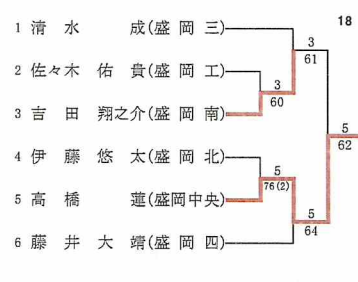 18
1 清水 成(盛岡三)
3
61
2 佐々木佑貴(盛岡工)
3
60
3 吉田翔之介(盛岡南)
5
62
4 伊藤悠太(盛岡北)
5
76(2)
5 高橋 蓮(盛岡中央)
5
64
6 藤井大靖(盛岡四)